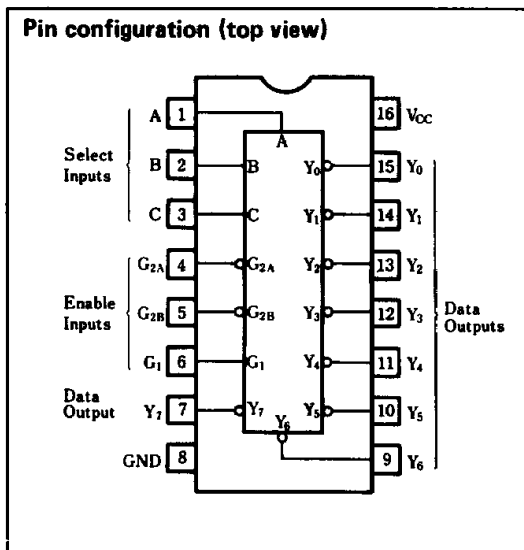 Pin configuration (top view)
A 1 A 16 VCC
Select Inputs
B 2 B Y0 15 Y0
C 3 C Y1 14 Y1
G2A 4 G2A Y2 13 Y2
Enable Inputs
G2B 5 G2B Y3 12 Y3
Data Outputs
G1 6 G1 Y4 11 Y4
Data Output
Y7 7 Y7 Y5 10 Y5
Y6
GND 8 9 Y6